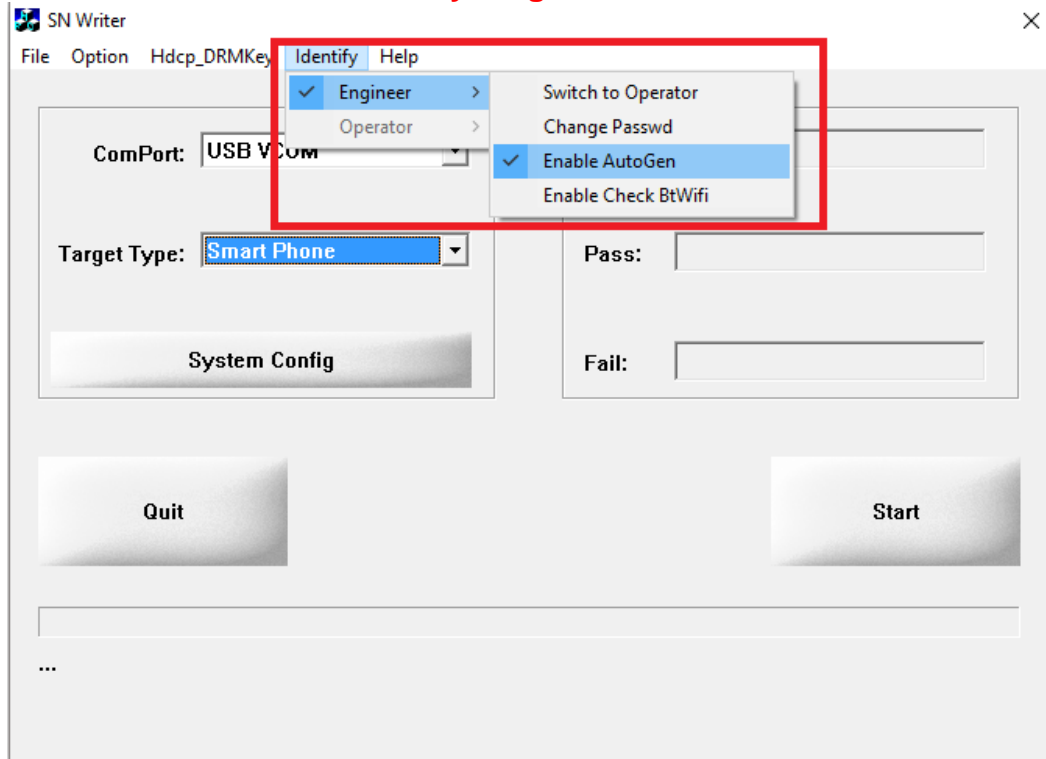 SN Writer
File Option Hdcp_DRMKey Identify Help
Engineer
Operator
Switch to Operator
Change Passwd
Enable AutoGen
Enable Check BtWifi
ComPort: USB VCOM
Target Type: Smart Phone
System Config
Pass:
Fail:
Quit
Start
...